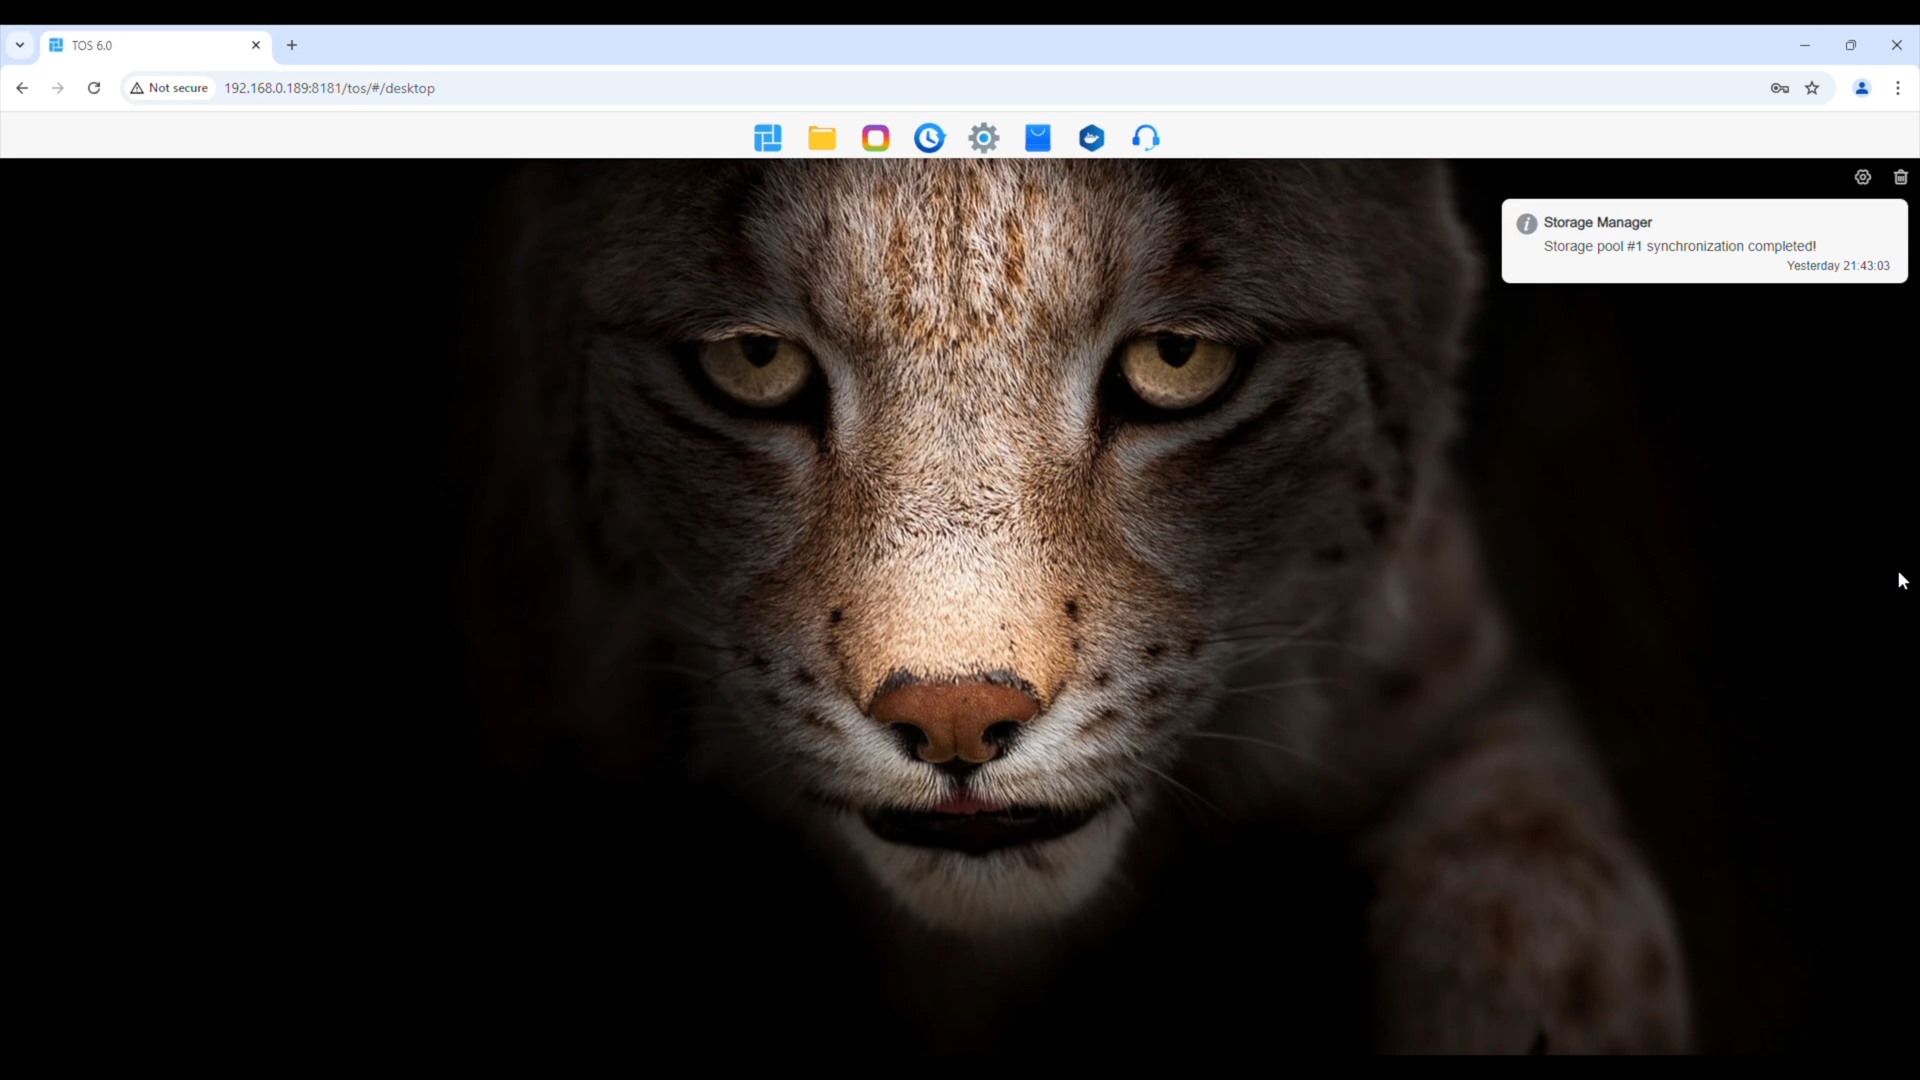 TOS 6.0
Not secure
192.168.0.189:8181/tos/#/desktop
Storage Manager
Storage pool #1 synchronization completed!
Yesterday 21:43:03